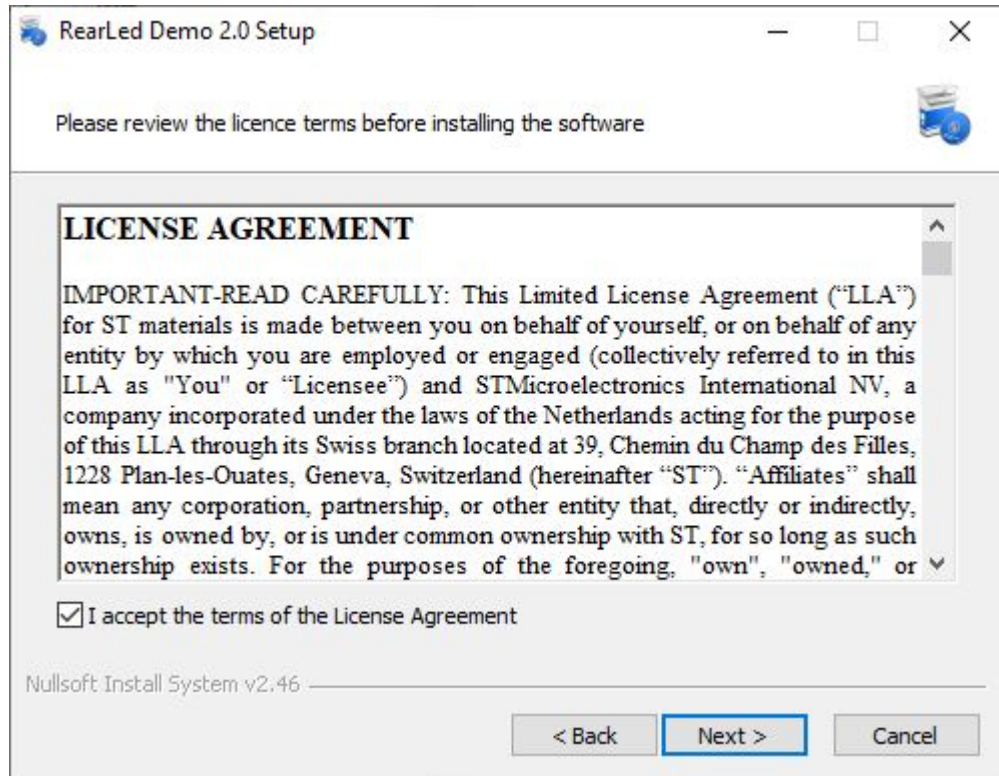 RearLed Demo 2.0 Setup
Please review the licence terms before installing the software
LICENSE AGREEMENT
IMPORTANT-READ CAREFULLY: This Limited License Agreement (“LLA”)
for ST materials is made between you on behalf of yourself, or on behalf of any
entity by which you are employed or engaged (collectively referred to in this
LLA as "You" or “Licensee”) and STMicroelectronics International NV, a
company incorporated under the laws of the Netherlands acting for the purpose
of this LLA through its Swiss branch located at 39, Chemin du Champ des Filles,
1228 Plan-les-Ouates, Geneva, Switzerland (hereinafter “ST”). “Affiliates” shall
mean any corporation, partnership, or other entity that, directly or indirectly,
owns, is owned by, or is under common ownership with ST, for so long as such
ownership exists. For the purposes of the foregoing, "own", "owned," or
I accept the terms of the License Agreement
Nullsoft Install System v2.46
< Back Next > Cancel